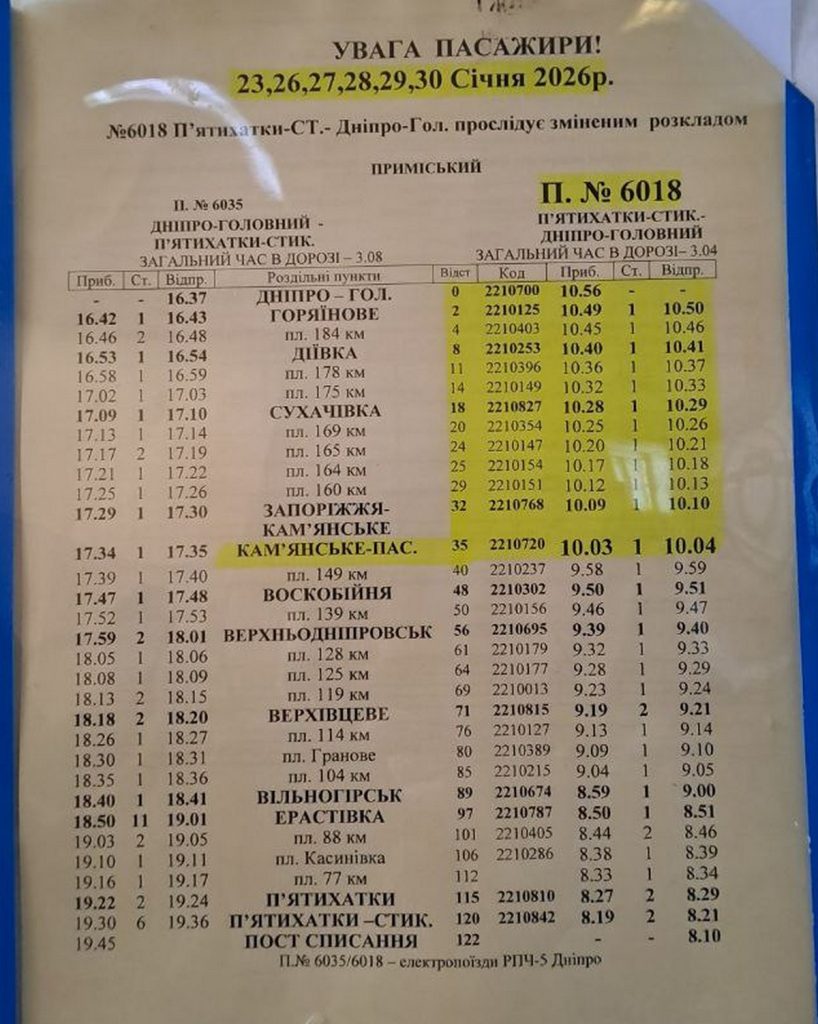 УВАГА ПАСАЖИРИ!
23,26,27,28,29,30 Січня 2026р.
№6018 П'ятихатки-СТ.- Дніпро-Гол. прослідує зміненим розкладом
ПРИМІСЬКИЙ
П. № 6035
ДНІПРО-ГОЛОВНИЙ -
П'ЯТИХАТКИ-СТИК.
ЗАГАЛЬНИЙ ЧАС В ДОРОЗІ – 3.08
П. № 6018
П'ЯТИХАТКИ-СТИК.-
ДНІПРО-ГОЛОВНИЙ
ЗАГАЛЬНИЙ ЧАС В ДОРОЗІ– 3.04
Приб. Ст. Відпр. Роздільні пункти Відст Код Приб. Ст. Відпр.
- - 16.37 ДНІПРО – ГОЛ. 0 2210700 10.56 - -
16.42 1 16.43 ГОРЯЇНОВЕ 2 2210125 10.49 1 10.50
16.46 2 16.48 пл. 184 км 4 2210403 10.45 1 10.46
16.53 1 16.54 ДІЇВКА 8 2210253 10.40 1 10.41
16.58 1 16.59 пл. 178 км 11 2210396 10.36 1 10.37
17.02 1 17.03 пл. 175 км 14 2210149 10.32 1 10.33
17.09 1 17.10 СУХАЧІВКА 18 2210827 10.28 1 10.29
17.13 1 17.14 пл. 169 км 20 2210354 10.25 1 10.26
17.17 2 17.19 пл. 165 км 24 2210147 10.20 1 10.21
17.21 1 17.22 пл. 164 км 25 2210154 10.17 1 10.18
17.25 1 17.26 пл. 160 км 29 2210151 10.12 1 10.13
17.29 1 17.30 ЗАПОРІЖЖЯ- 32 2210768 10.09 1 10.10
КАМ'ЯНСЬКЕ
17.34 1 17.35 КАМ'ЯНСЬКЕ-ПАС. 35 2210720 10.03 1 10.04
17.39 1 17.40 пл. 149 км 40 2210237 9.58 1 9.59
17.47 1 17.48 ВОСКОБІЙНЯ 48 2210302 9.50 1 9.51
17.52 1 17.53 пл. 139 км 50 2210156 9.46 1 9.47
17.59 2 18.01 ВЕРХНЬОДНІПРОВСЬК 56 2210695 9.39 1 9.40
18.05 1 18.06 пл. 128 км 61 2210179 9.32 1 9.33
18.08 1 18.09 пл. 125 км 64 2210177 9.28 1 9.29
18.13 2 18.15 пл. 119 км 69 2210013 9.23 1 9.24
18.18 2 18.20 ВЕРХІВЦЕВЕ 71 2210815 9.19 2 9.21
18.26 1 18.27 пл. 114 км 76 2210127 9.13 1 9.14
18.30 1 18.31 пл. Гранове 80 2210389 9.09 1 9.10
18.35 1 18.36 пл. 104 км 85 2210215 9.04 1 9.05
18.40 1 18.41 ВІЛЬНОГІРСЬК 89 2210674 8.59 1 9.00
18.50 11 19.01 ЕРАСТІВКА 97 2210787 8.50 1 8.51
19.03 2 19.05 пл. 88 км 101 2210405 8.44 2 8.46
19.10 1 19.11 пл. Касинівка 106 2210286 8.38 1 8.39
19.16 1 19.17 пл. 77 км 112 8.33 1 8.34
19.22 2 19.24 П'ЯТИХАТКИ 115 2210810 8.27 2 8.29
19.30 6 19.36 П'ЯТИХАТКИ –СТИК. 120 2210842 8.19 2 8.21
19.45 ПОСТ СПИСАННЯ 122 - - 8.10
П.№ 6035/6018 – електропоїзди РПЧ-5 Дніпро